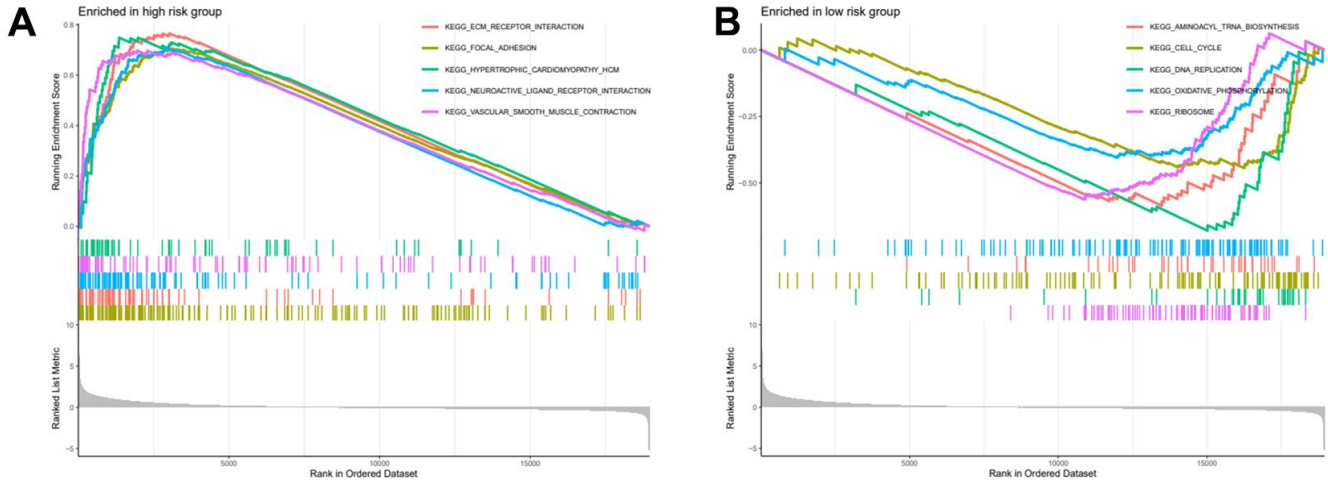 A
Enriched in high risk group
KEGG_ECM_RECEPTOR_INTERACTION
KEGG_FOCAL_ADHESION
KEGG_HYPERTROPHIC_CARDIOMYOPATHY_HCM
KEGG_NEUROACTIVE_LIGAND_RECEPTOR_INTERACTION
KEGG_VASCULAR_SMOOTH_MUSCLE_CONTRACTION
Running Enrichment Score
0.8
0.6
0.4
0.2
0.0
Ranked List Metric
10
5
0
−5
5000
10000
15000
Rank in Ordered Dataset
B
Enriched in low risk group
KEGG_AMINOACYL_TRNA_BIOSYNTHESIS
KEGG_CELL_CYCLE
KEGG_DNA_REPLICATION
KEGG_OXIDATIVE_PHOSPHORYLATION
KEGG_RIBOSOME
Running Enrichment Score
0.00
−0.25
−0.50
Ranked List Metric
10
5
0
−5
5000
10000
15000
Rank in Ordered Dataset